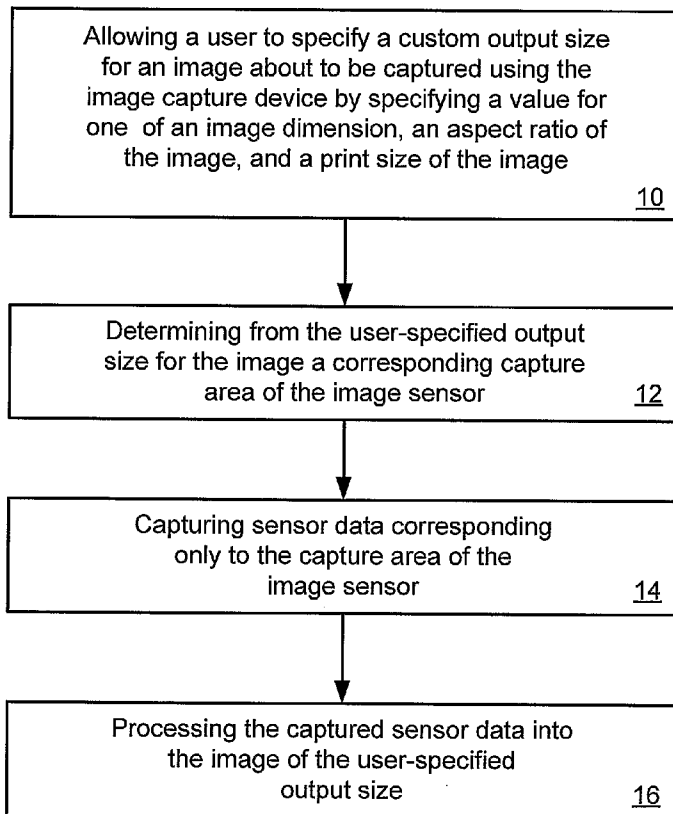 Allowing a user to specify a custom output size
for an image about to be captured using the
image capture device by specifying a value for
one of an image dimension, an aspect ratio of
the image, and a print size of the image
10
Determining from the user-specified output
size for the image a corresponding capture
area of the image sensor
12
Capturing sensor data corresponding
only to the capture area of the
image sensor
14
Processing the captured sensor data into
the image of the user-specified
output size
16